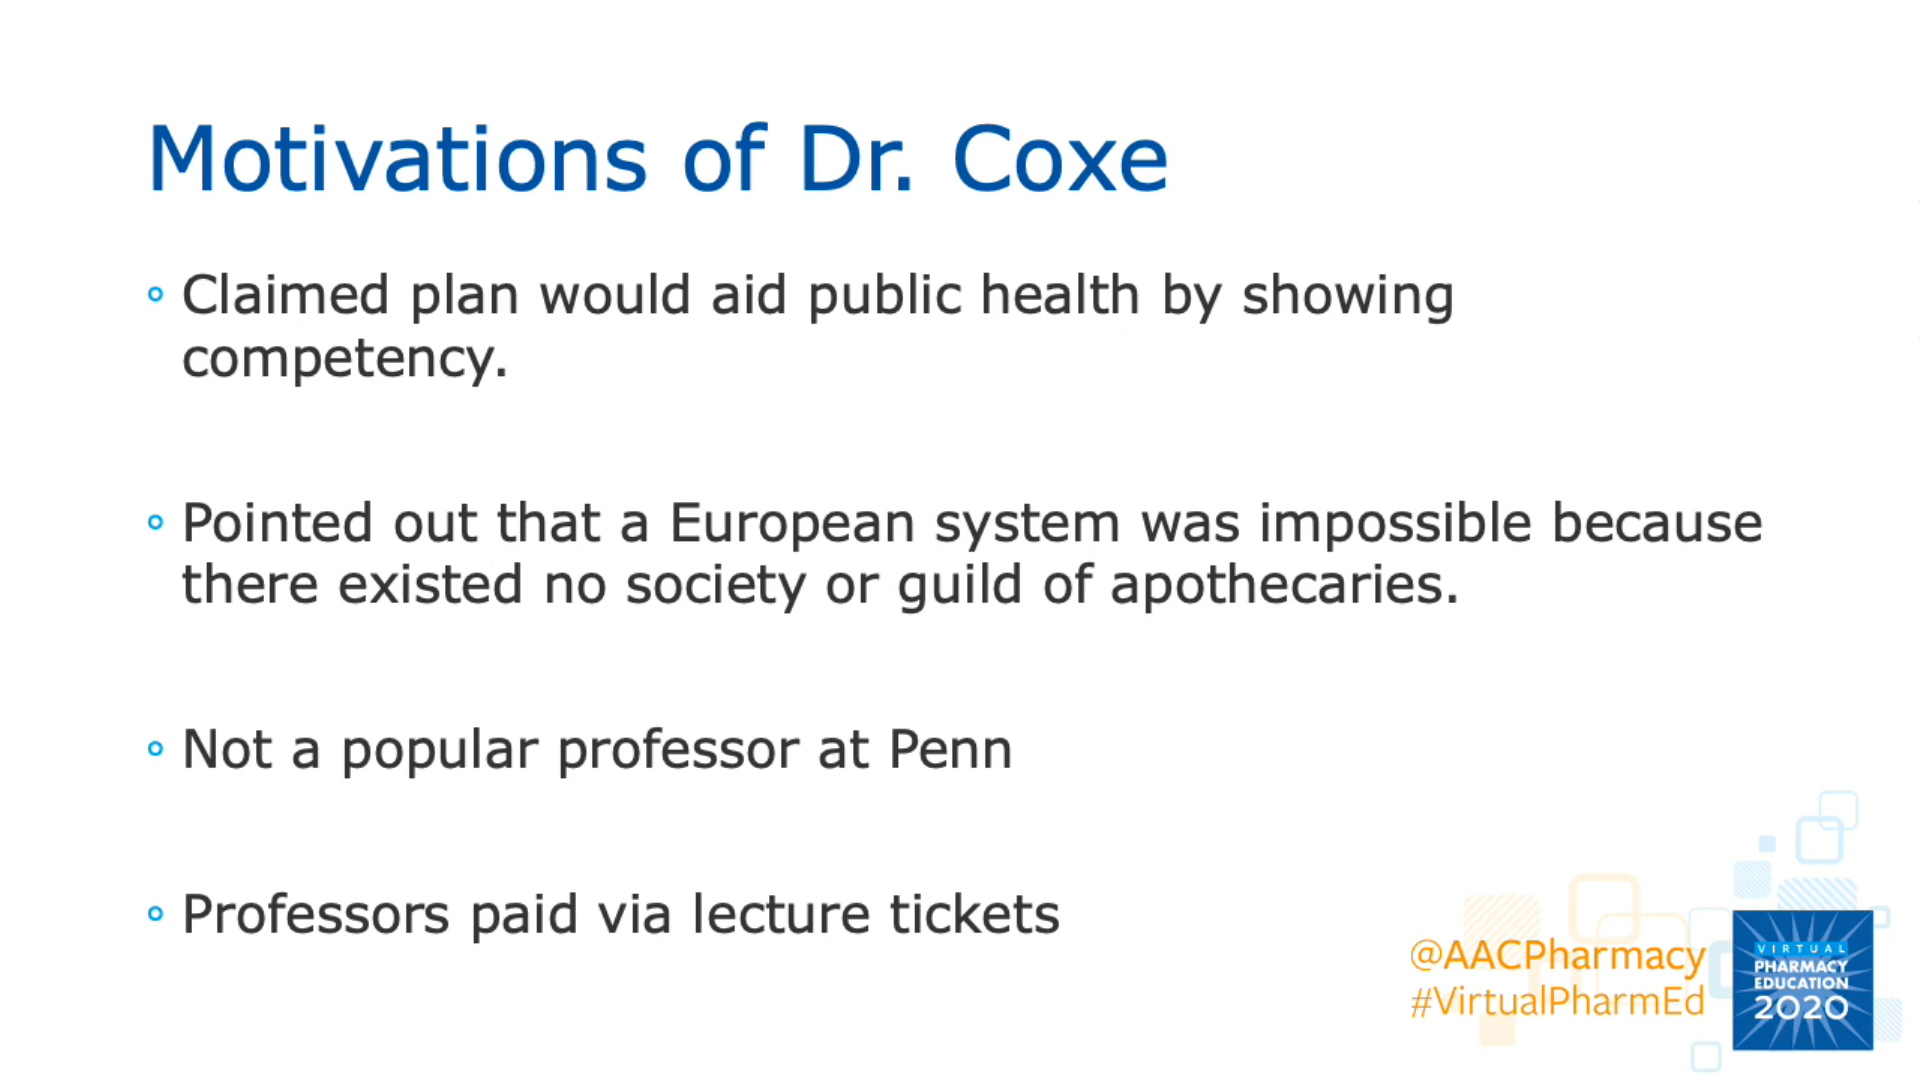 Motivations of Dr. Coxe
◦ Claimed plan would aid public health by showing
competency.
◦ Pointed out that a European system was impossible because
there existed no society or guild of apothecaries.
◦ Not a popular professor at Penn
◦ Professors paid via lecture tickets
@AACPharmacy
#VirtualPharmEd
VIRTUAL
PHARMACY
EDUCATION
2020